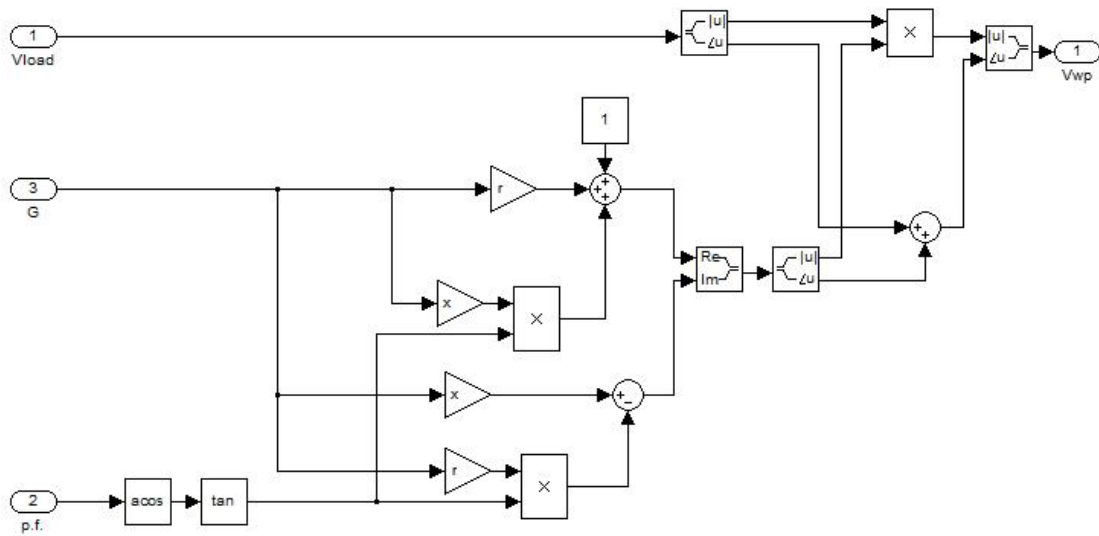 1
Vload
|u|
∠u
×
|u|
∠u
1
Vwp
1
3
G
r
+
+
+
Re
Im
|u|
∠u
+
+
x
×
x
+
−
r
×
2
p.f.
acos
tan